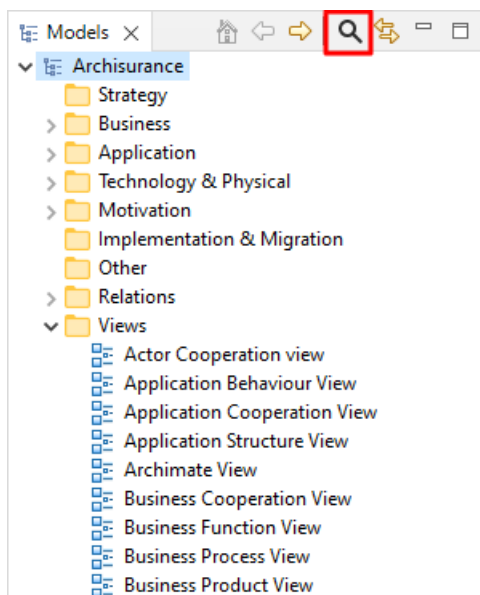 Models
Archisurance
Strategy
Business
Application
Technology & Physical
Motivation
Implementation & Migration
Other
Relations
Views
Actor Cooperation view
Application Behaviour View
Application Cooperation View
Application Structure View
Archimate View
Business Cooperation View
Business Function View
Business Process View
Business Product View